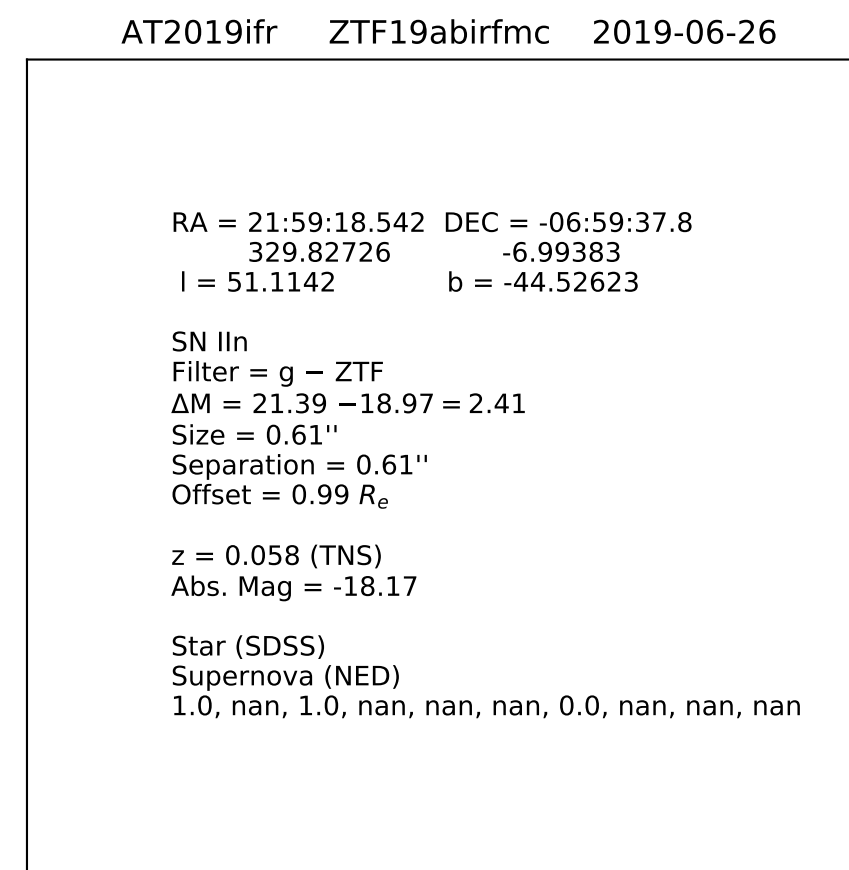 AT2019ifr ZTF19abirfmc 2019-06-26
RA = 21:59:18.542 DEC = -06:59:37.8
329.82726 -6.99383
l = 51.1142 b = -44.52623
SN IIn
Filter = g − ZTF
ΔM = 21.39 −18.97 = 2.41
Size = 0.61''
Separation = 0.61''
Offset = 0.99 Rₑ
z = 0.058 (TNS)
Abs. Mag = -18.17
Star (SDSS)
Supernova (NED)
1.0, nan, 1.0, nan, nan, nan, 0.0, nan, nan, nan